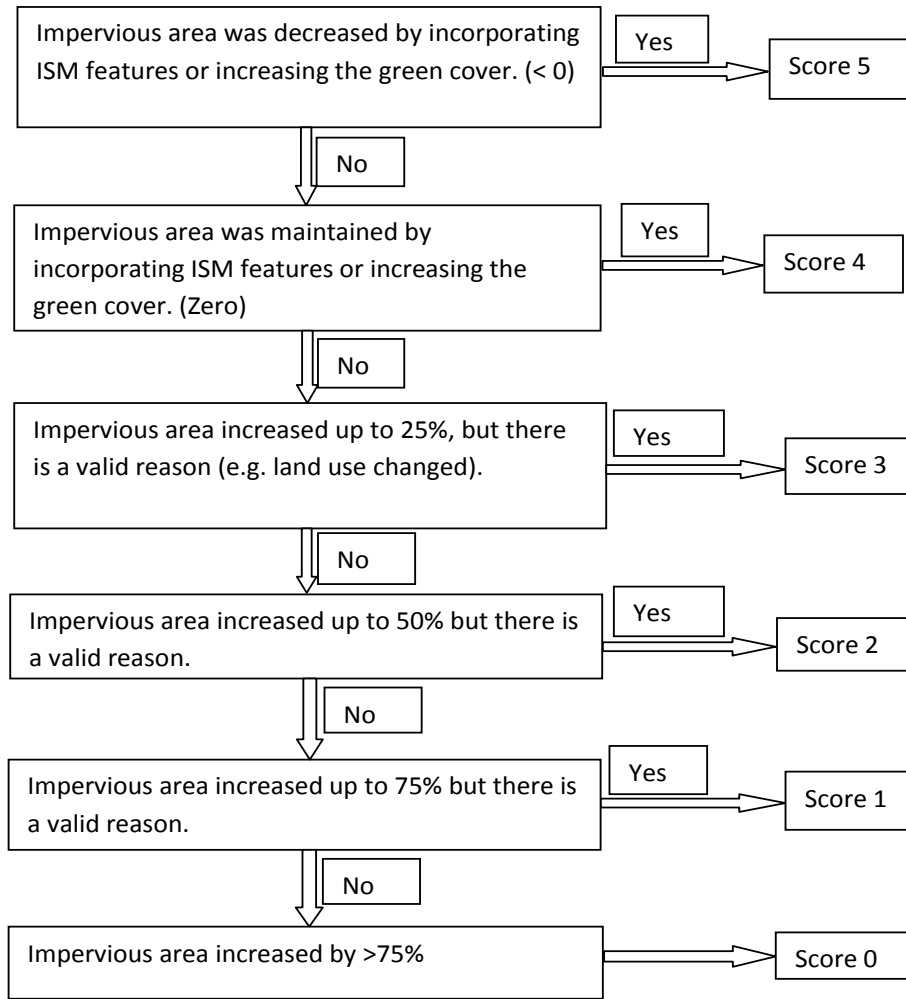 Impervious area was decreased by incorporating
ISM features or increasing the green cover. (< 0)
Yes
Score 5
No
Impervious area was maintained by
incorporating ISM features or increasing the
green cover. (Zero)
Yes
Score 4
No
Impervious area increased up to 25%, but there
is a valid reason (e.g. land use changed).
Yes
Score 3
No
Impervious area increased up to 50% but there is
a valid reason.
Yes
Score 2
No
Impervious area increased up to 75% but there is
a valid reason.
Yes
Score 1
No
Impervious area increased by >75%
Score 0